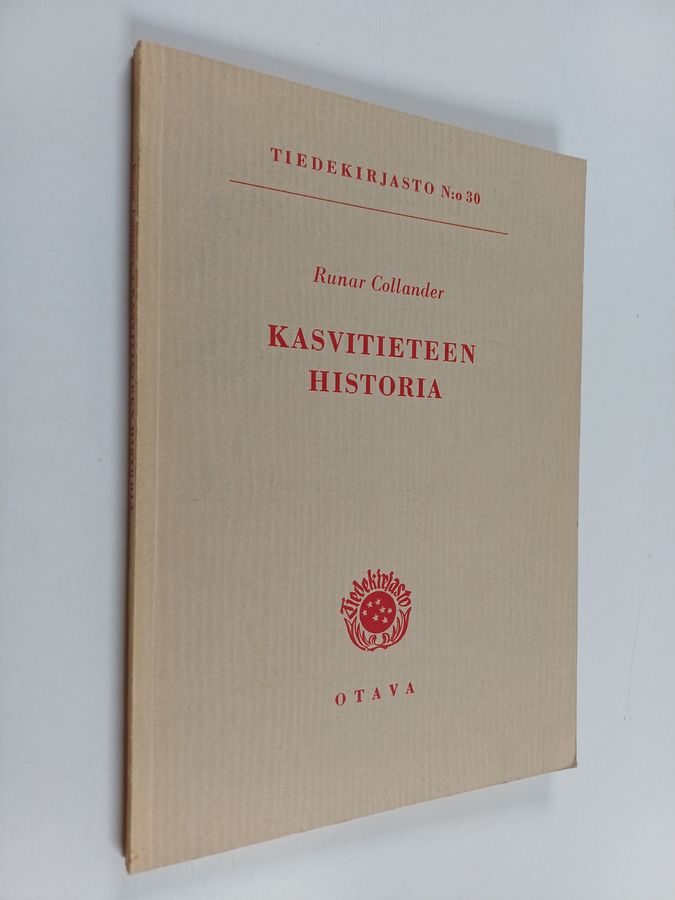 TIEDEKIRJASTO N:o 30
Runar Collander
KASVITIETEEN
HISTORIA
Tiedekirjasto
OTAVA